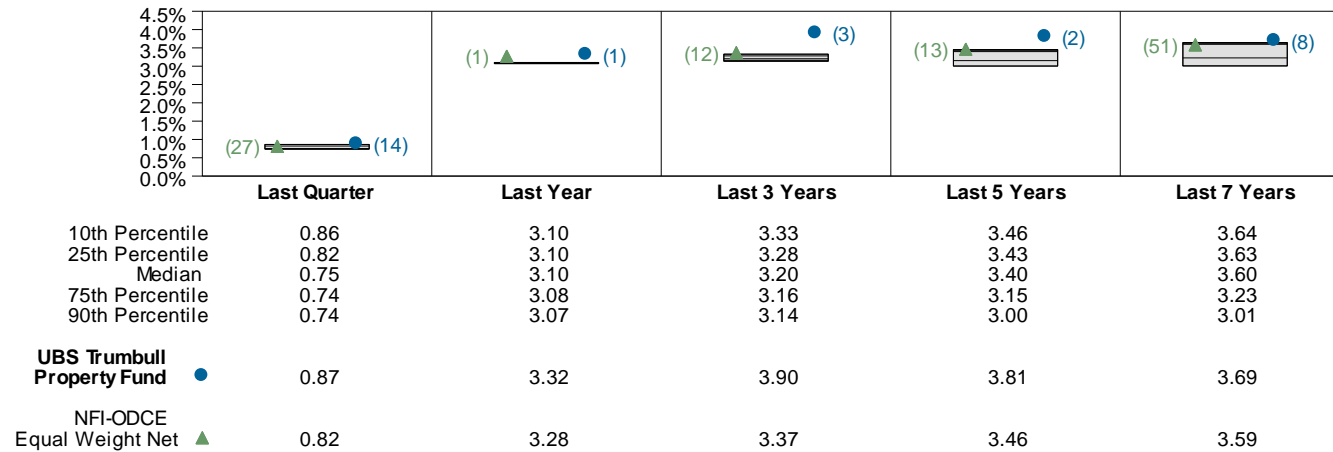 4.5%
4.0%
3.5%
3.0%
2.5%
2.0%
1.5%
1.0%
0.5%
0.0%
(27) (14)
(1) (1)
(12) (3)
(13) (2)
(51) (8)
Last Quarter Last Year Last 3 Years Last 5 Years Last 7 Years
10th Percentile 0.86 3.10 3.33 3.46 3.64
25th Percentile 0.82 3.10 3.28 3.43 3.63
Median 0.75 3.10 3.20 3.40 3.60
75th Percentile 0.74 3.08 3.16 3.15 3.23
90th Percentile 0.74 3.07 3.14 3.00 3.01
UBS Trumbull
Property Fund 0.87 3.32 3.90 3.81 3.69
NFI-ODCE
Equal Weight Net 0.82 3.28 3.37 3.46 3.59